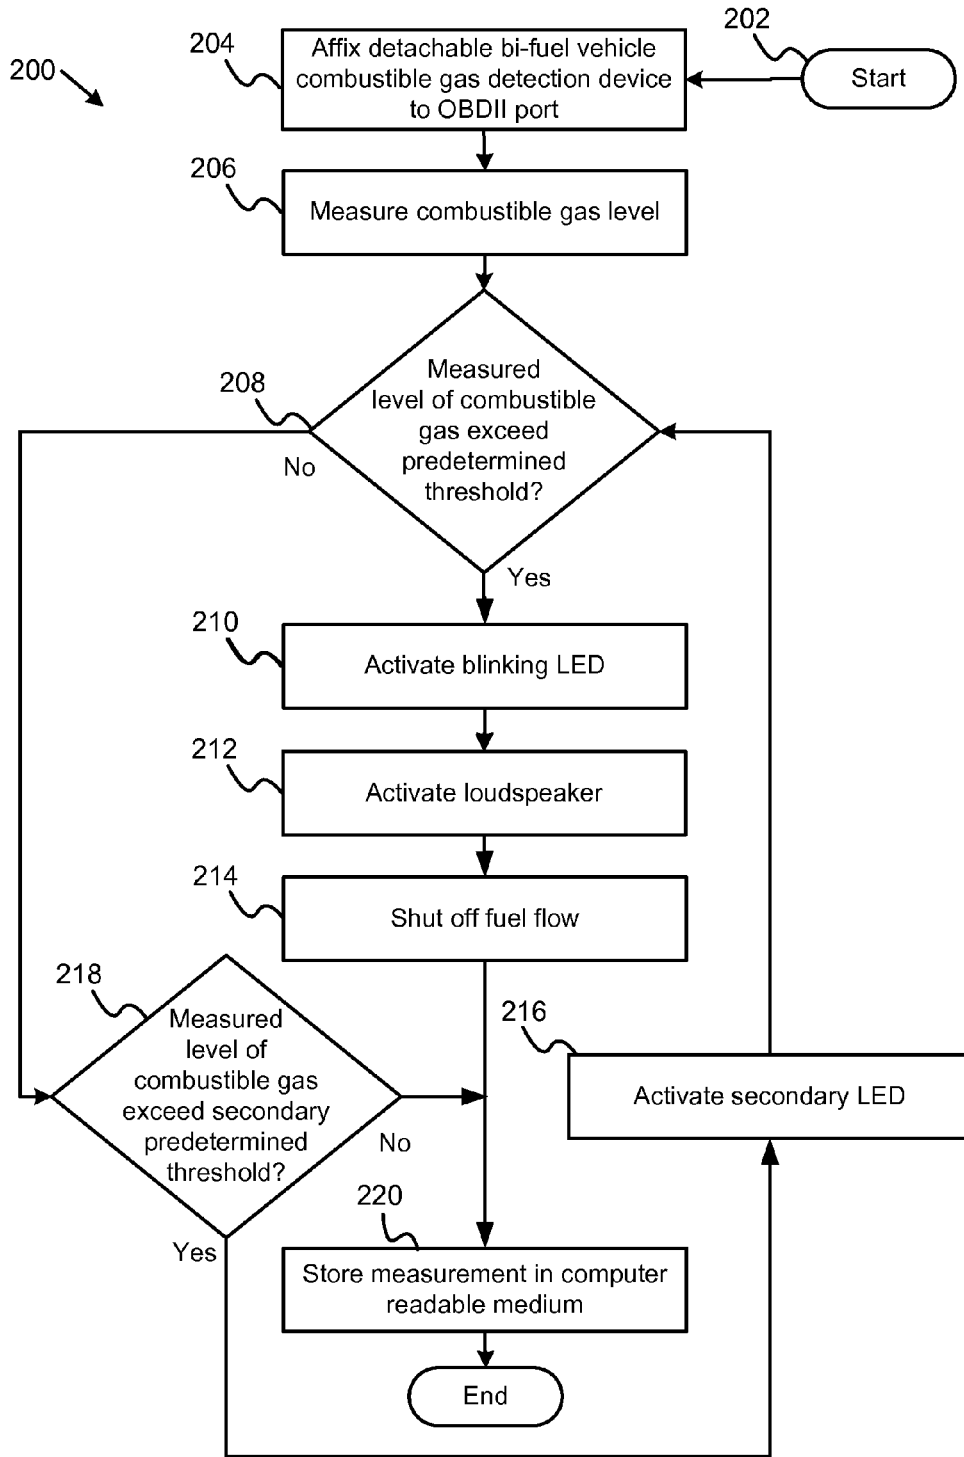 200
202
Start
204
Affix detachable bi-fuel vehicle
combustible gas detection device
to OBDII port
206
Measure combustible gas level
208
Measured
level of combustible
gas exceed
predetermined
threshold?
No
Yes
210
Activate blinking LED
212
Activate loudspeaker
214
Shut off fuel flow
218
Measured
level of
combustible gas
exceed secondary
predetermined
threshold?
No
Yes
216
Activate secondary LED
220
Store measurement in computer
readable medium
End